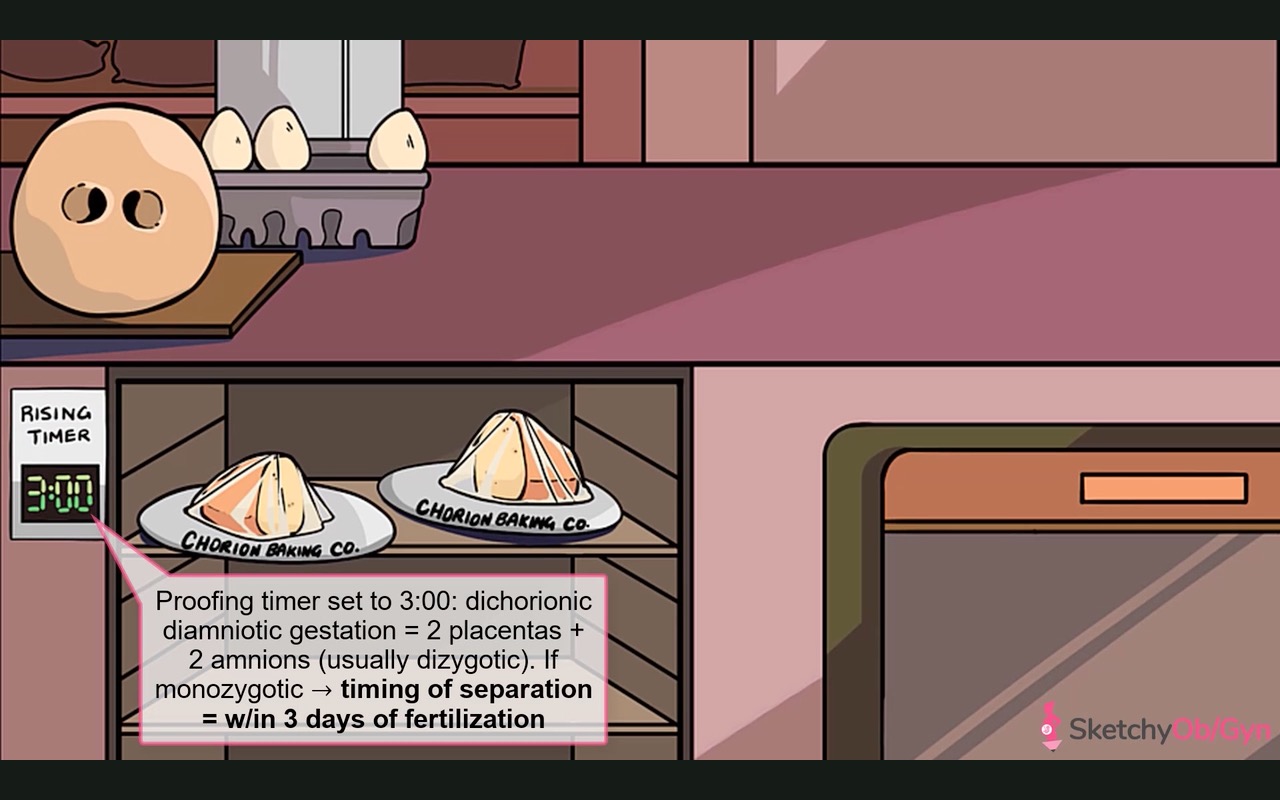 RISING
TIMER
3:00
CHORION BAKING CO.
CHORION BAKING CO.
Proofing timer set to 3:00: dichorionic
diamniotic gestation = 2 placentas +
2 amnions (usually dizygotic). If
monozygotic → timing of separation
= w/in 3 days of fertilization
SketchyOb/Gyn